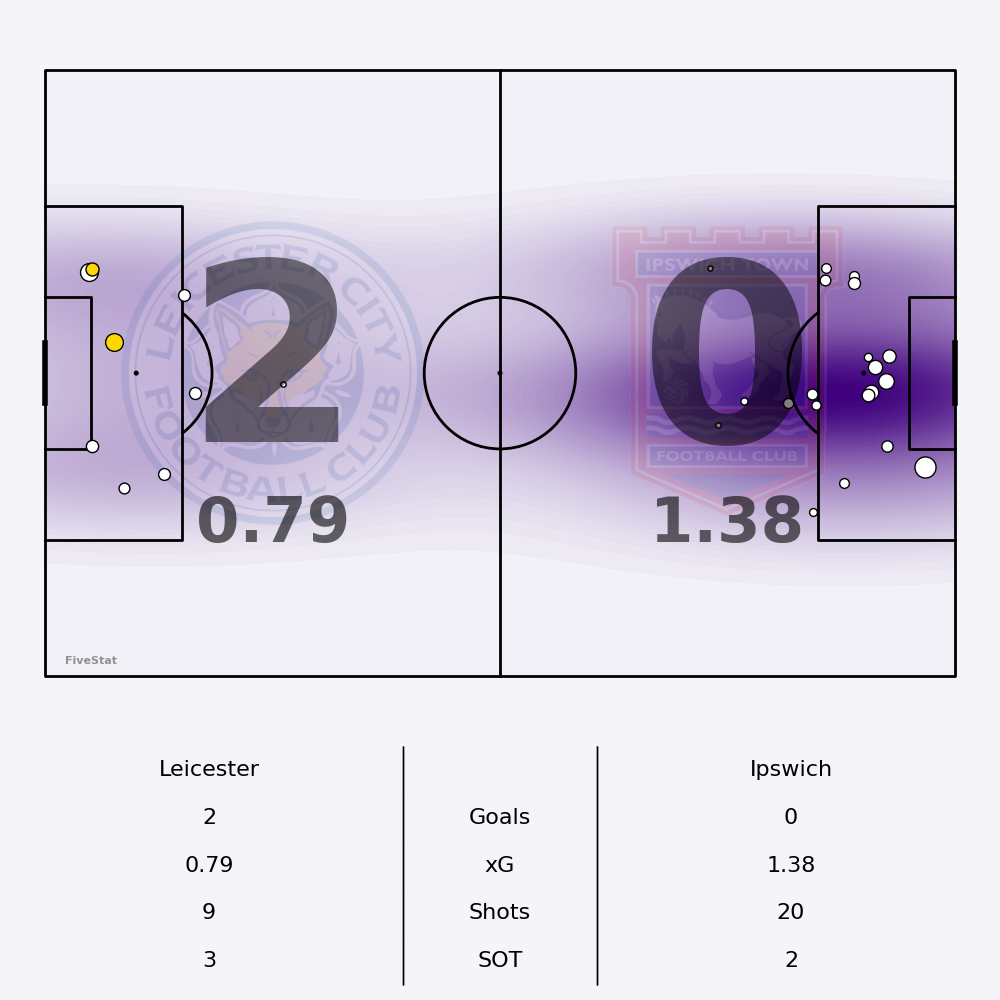 LEICESTER CITY
FOOTBALL CLUB
IPSWICH TOWN
FOOTBALL CLUB
2
0
0.79
1.38
FiveStat
Leicester Ipswich
2 Goals 0
0.79 xG 1.38
9 Shots 20
3 SOT 2